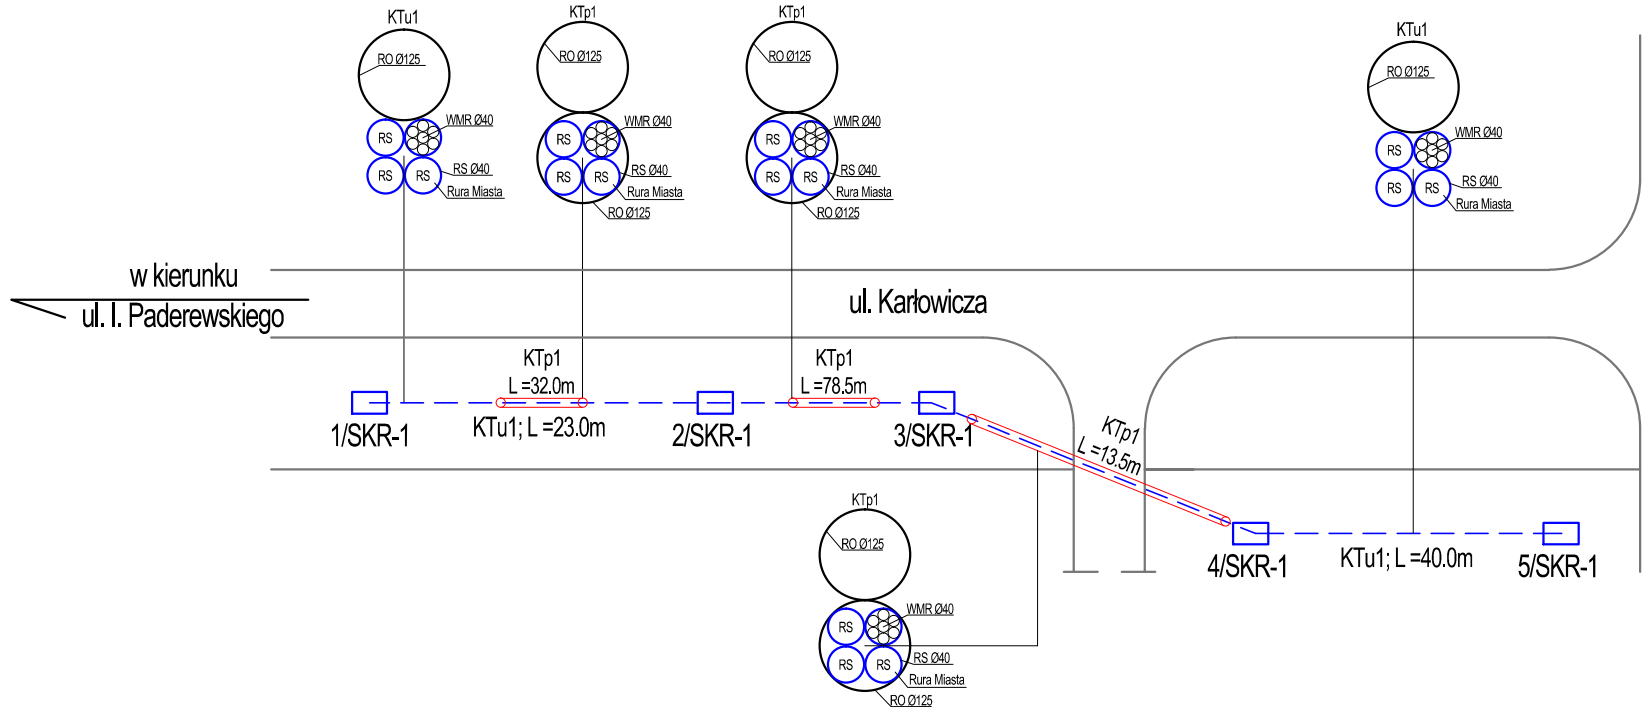 KTu1
RO Ø125
WMR Ø40
RS
RS
RS
RS Ø40
Rura Miasta
KTp1
RO Ø125
WMR Ø40
RS
RS
RS
RS Ø40
Rura Miasta
RO Ø125
KTp1
RO Ø125
WMR Ø40
RS
RS
RS
RS Ø40
Rura Miasta
RO Ø125
KTu1
RO Ø125
WMR Ø40
RS
RS
RS
RS Ø40
Rura Miasta
w kierunku
ul. I. Paderewskiego
ul. Karłowicza
KTp1
L =32.0m
KTp1
L =78.5m
1/SKR-1
KTu1; L =23.0m
2/SKR-1
3/SKR-1
KTp1
L =13.5m
4/SKR-1
KTu1; L =40.0m
5/SKR-1
KTp1
RO Ø125
WMR Ø40
RS
RS
RS
RS Ø40
Rura Miasta
RO Ø125